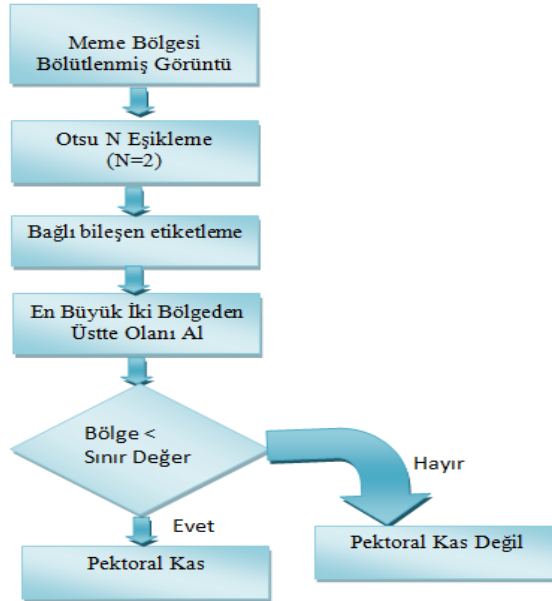 Meme Bölgesi
Bölütlenmiş Görüntü
Otsu N Eşikleme
(N=2)
Bağlı bileşen etiketleme
En Büyük İki Bölgeden
Üstte Olanı Al
Bölge <
Sınır Değer
Hayır
Evet
Pektoral Kas
Pektoral Kas Değil